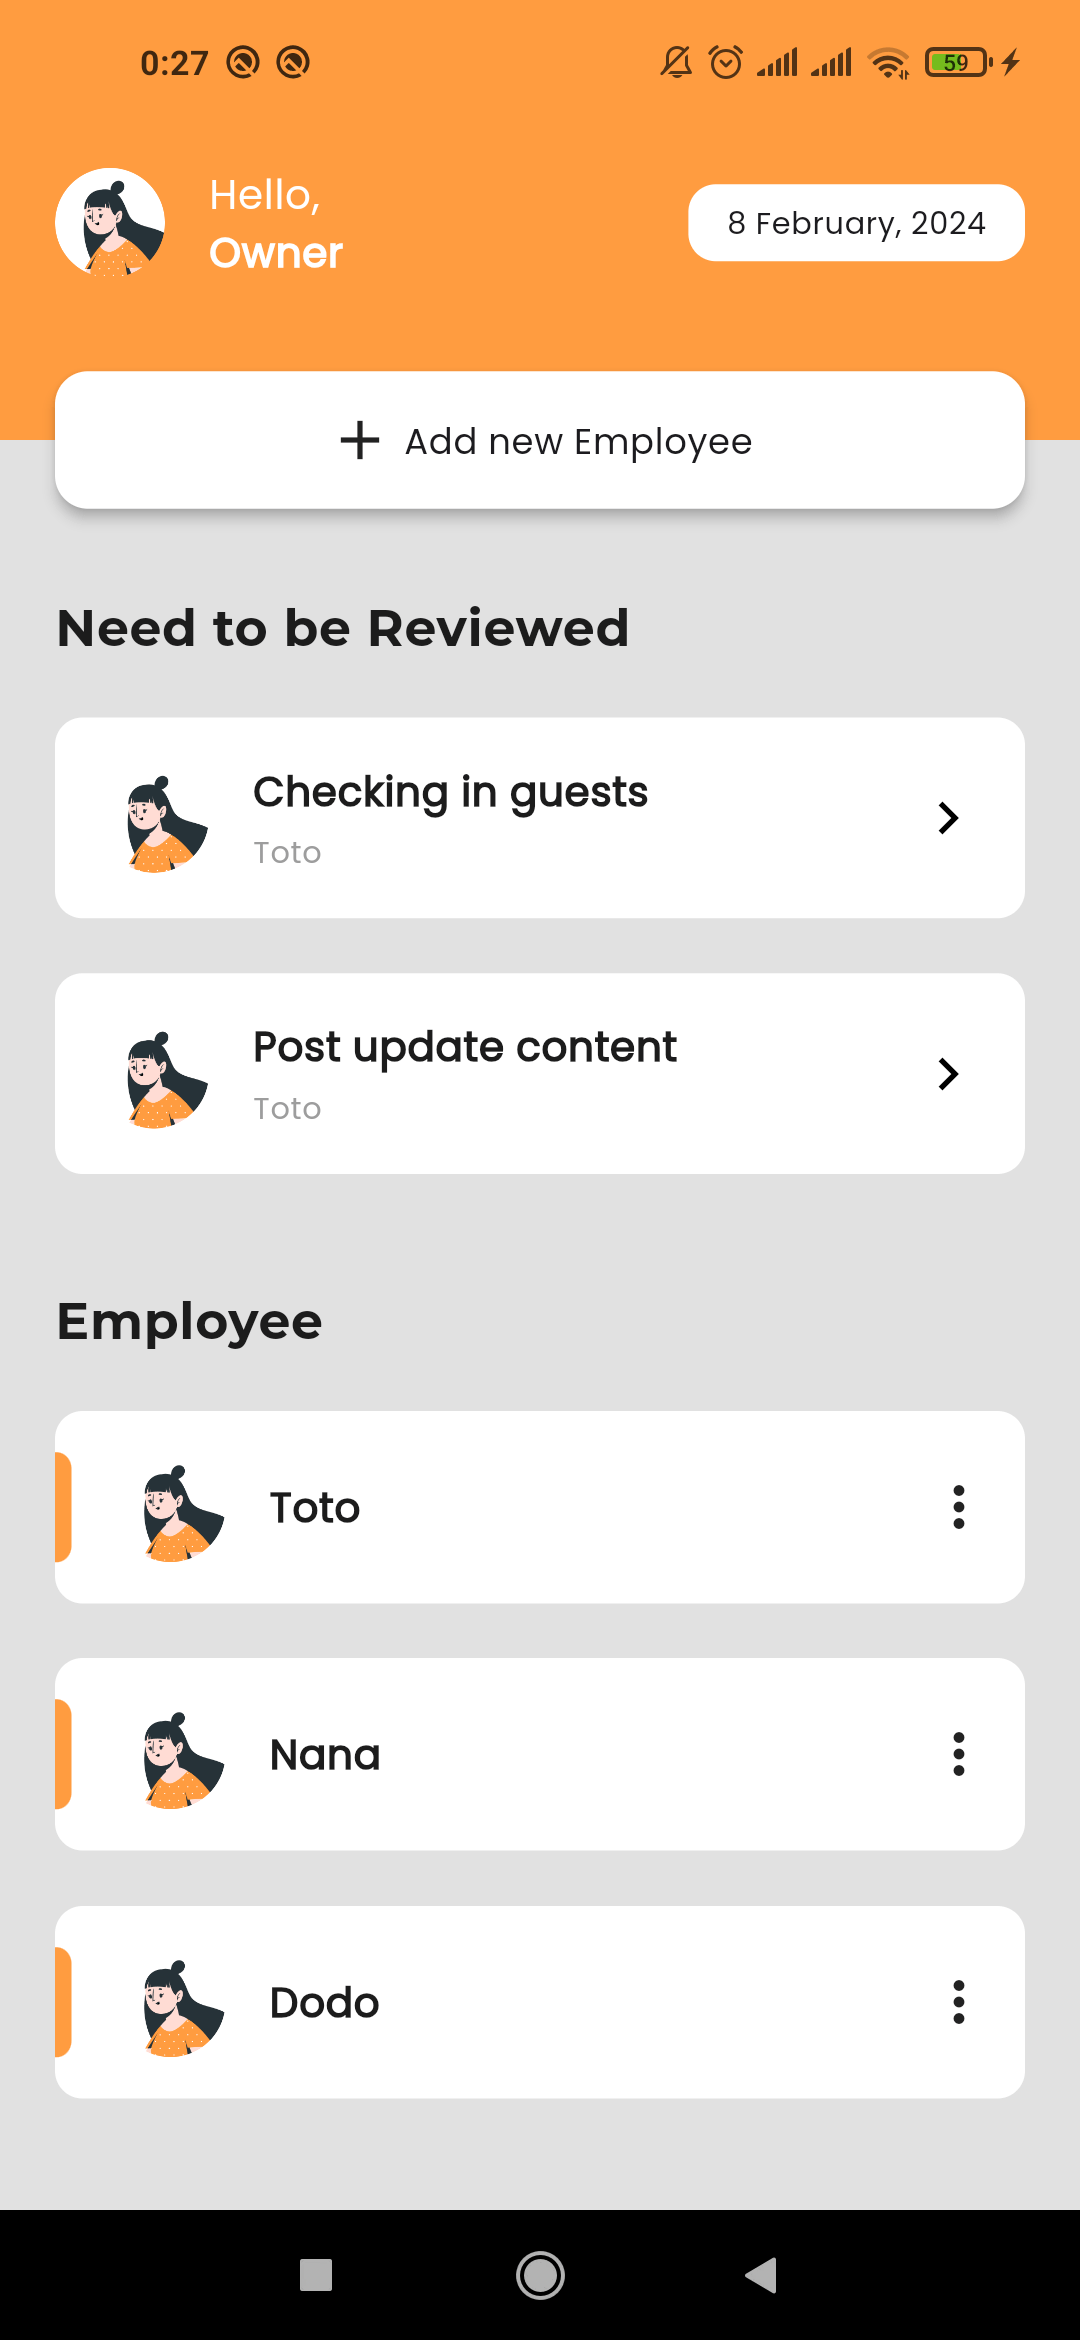 0:27
59
Hello,
Owner
8 February, 2024
Add new Employee
Need to be Reviewed
Checking in guests
Toto
Post update content
Toto
Employee
Toto
Nana
Dodo